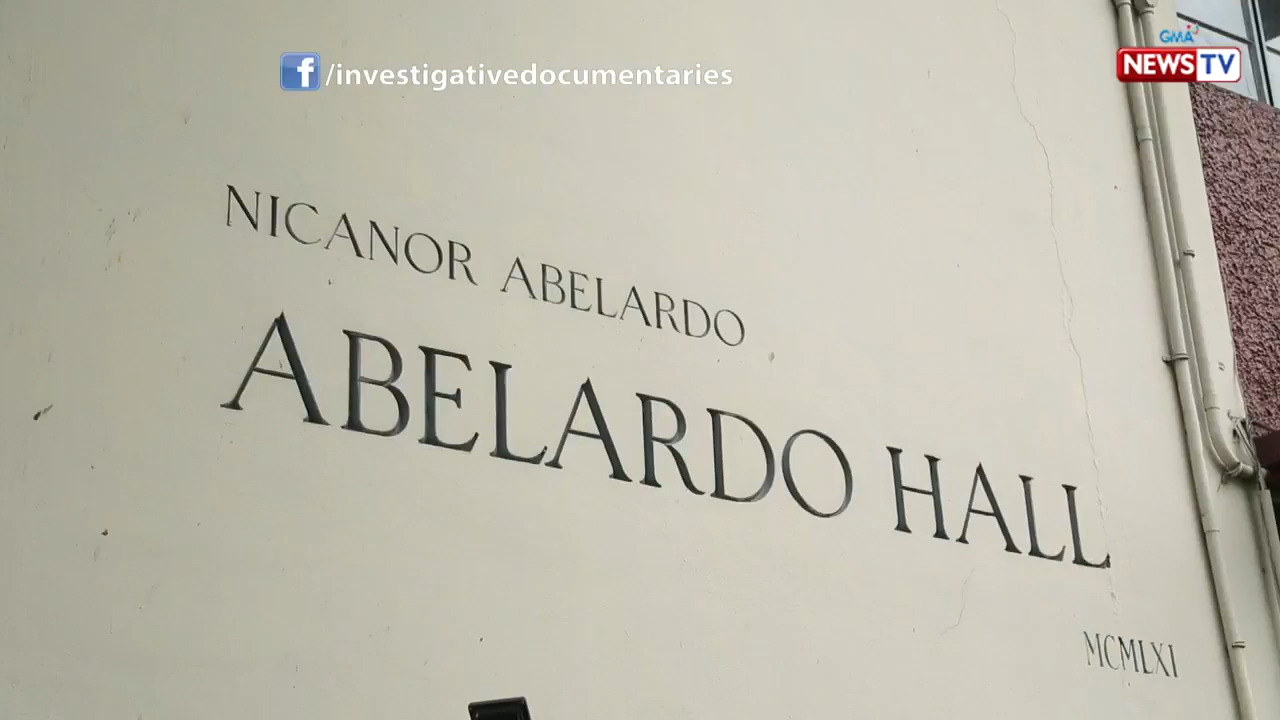 GMA
NEWS TV
f/investigativedocumentaries
NICANOR ABELARDO
ABELARDO HALL
MCMLXI